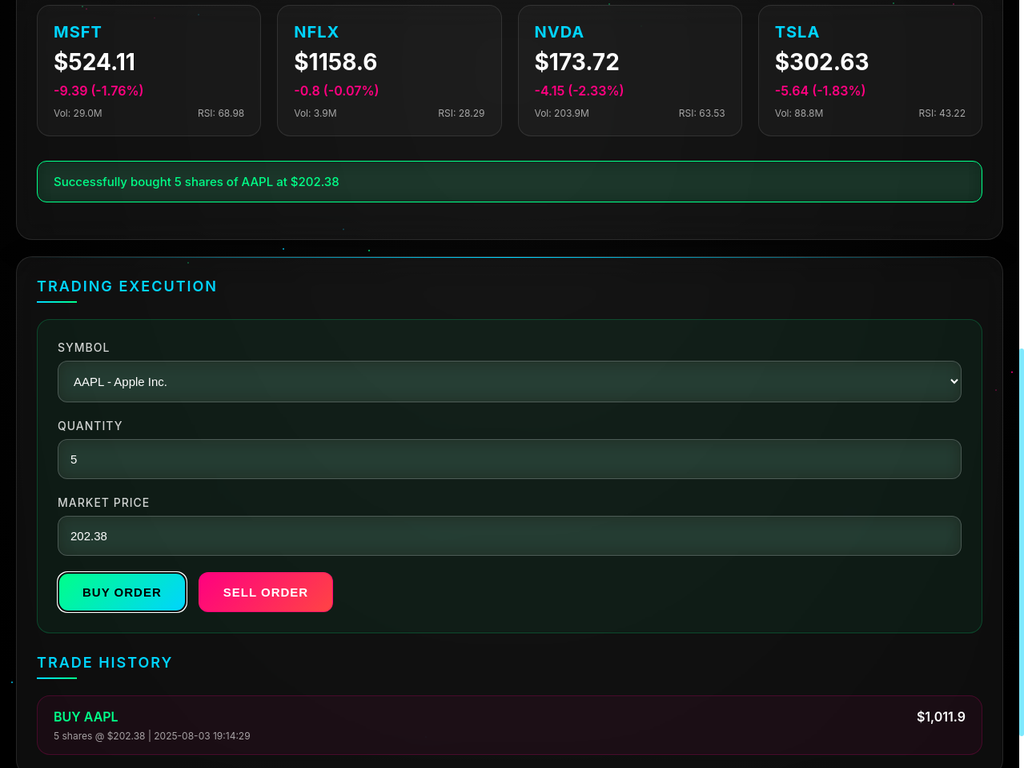 MSFT
$524.11
-9.39 (-1.76%)
Vol: 29.0M RSI: 68.98
NFLX
$1158.6
-0.8 (-0.07%)
Vol: 3.9M RSI: 28.29
NVDA
$173.72
-4.15 (-2.33%)
Vol: 203.9M RSI: 63.53
TSLA
$302.63
-5.64 (-1.83%)
Vol: 88.8M RSI: 43.22
Successfully bought 5 shares of AAPL at $202.38
TRADING EXECUTION
SYMBOL
AAPL - Apple Inc.
QUANTITY
5
MARKET PRICE
202.38
BUY ORDER SELL ORDER
TRADE HISTORY
BUY AAPL $1,011.9
5 shares @ $202.38 | 2025-08-03 19:14:29